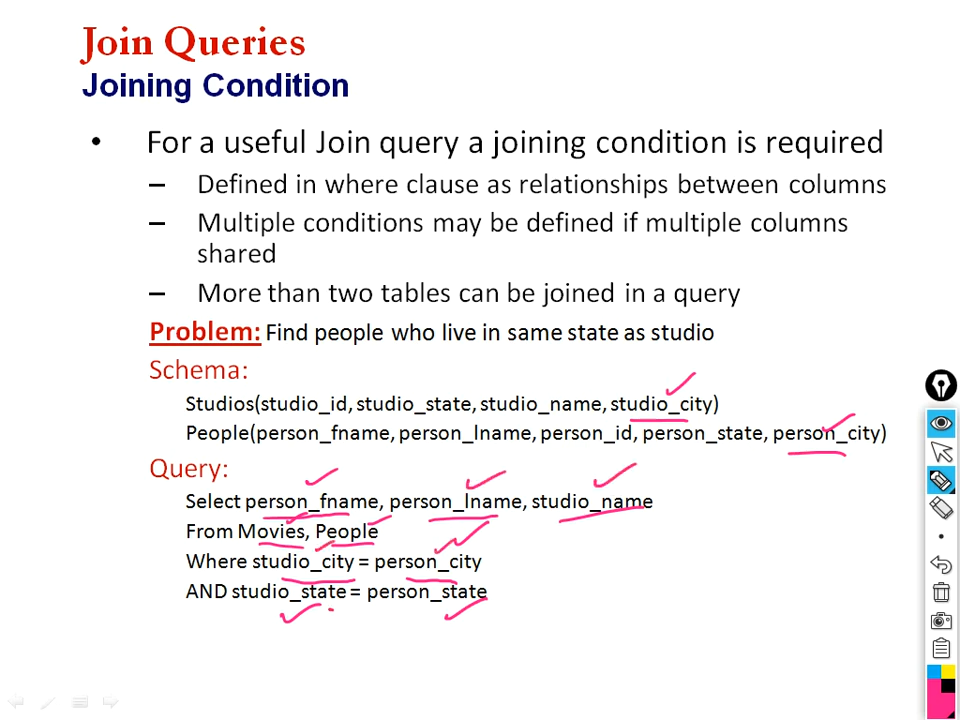 Join Queries
Joining Condition
• For a useful Join query a joining condition is required
– Defined in where clause as relationships between columns
– Multiple conditions may be defined if multiple columns
shared
– More than two tables can be joined in a query
Problem: Find people who live in same state as studio
Schema:
Studios(studio_id, studio_state, studio_name, studio_city)
People(person_fname, person_lname, person_id, person_state, person_city)
Query:
Select person_fname, person_lname, studio_name
From Movies, People
Where studio_city = person_city
AND studio_state = person_state